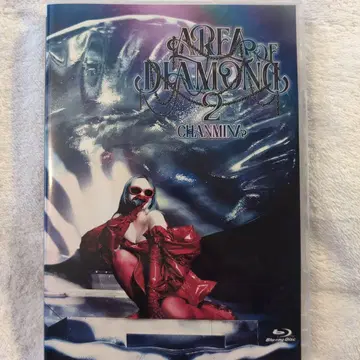 AREA OF
DIAMOND
2
CHANMINA
Blu-ray Disc